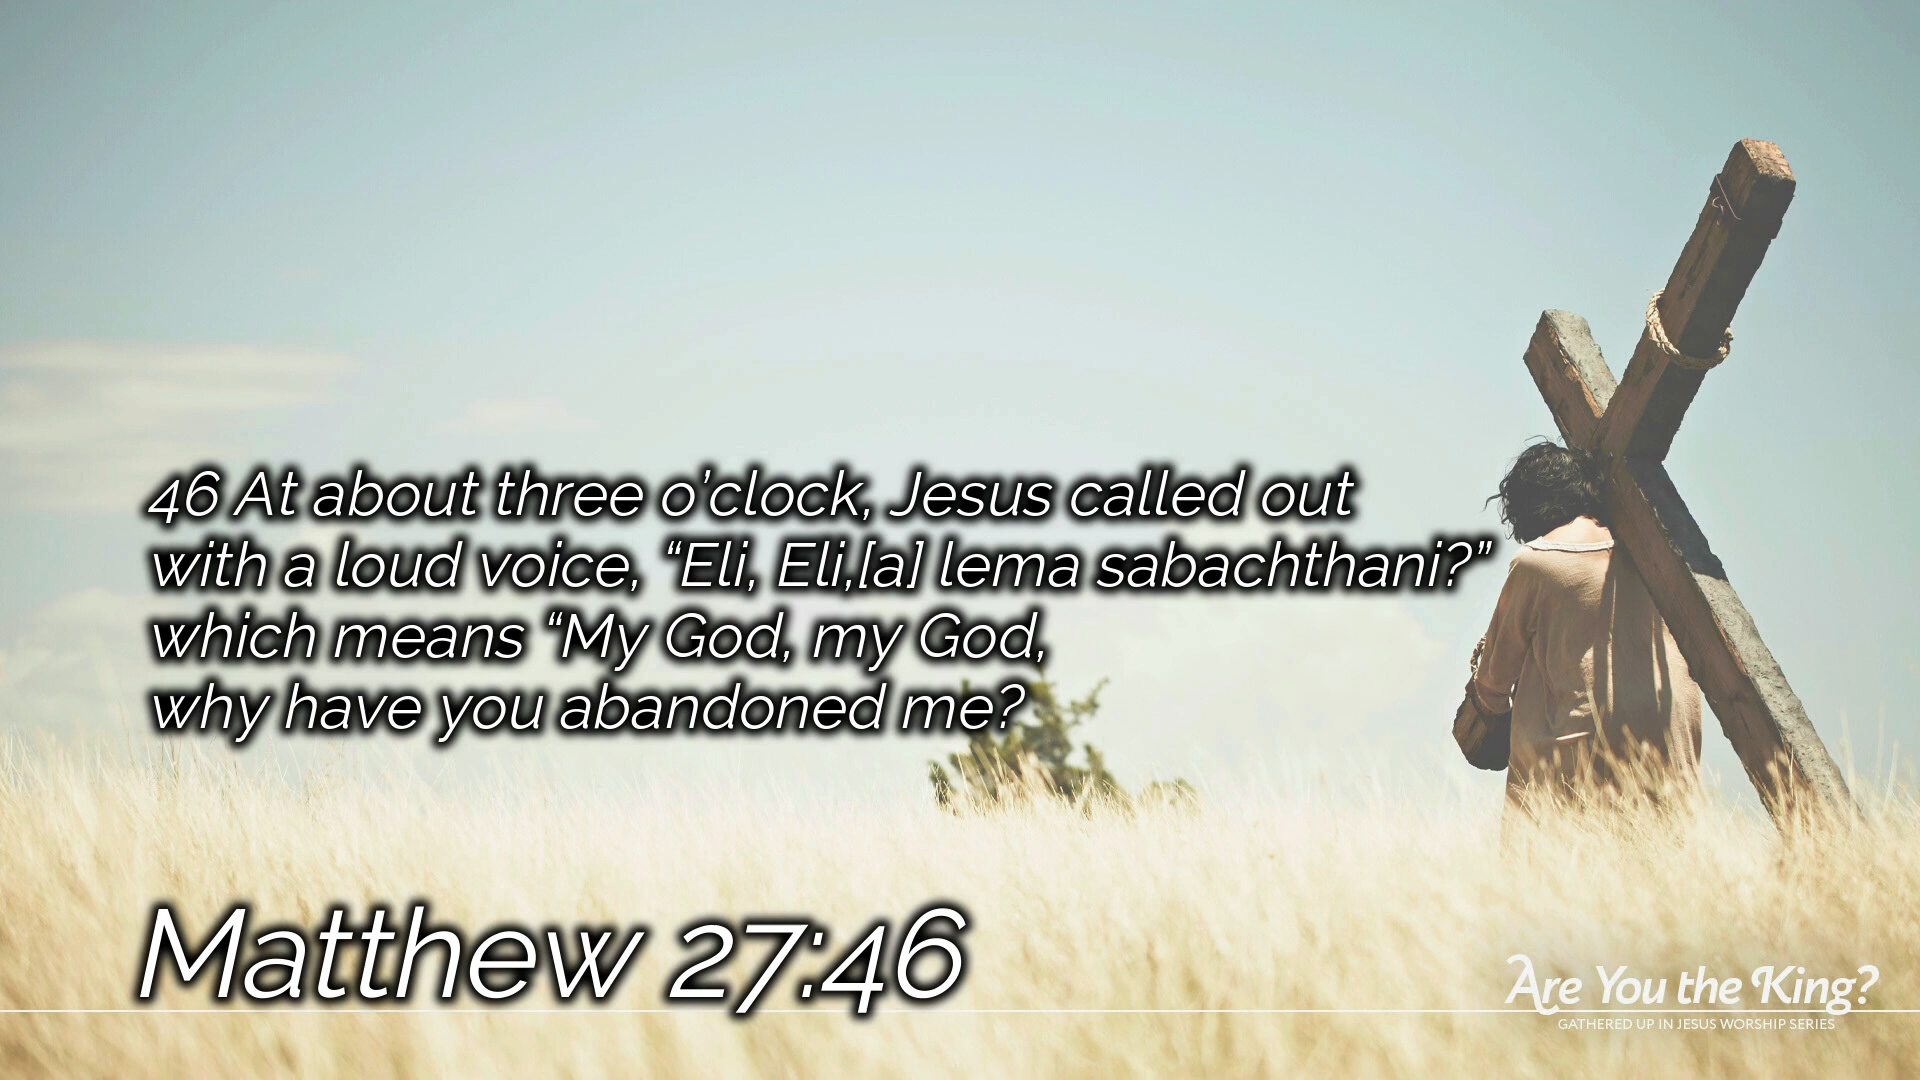 46 At about three o’clock, Jesus called out
with a loud voice, “Eli, Eli,[a] lema sabachthani?”
which means “My God, my God,
why have you abandoned me?
Matthew 27:46
Are You the King?
GATHERED UP IN JESUS WORSHIP SERIES